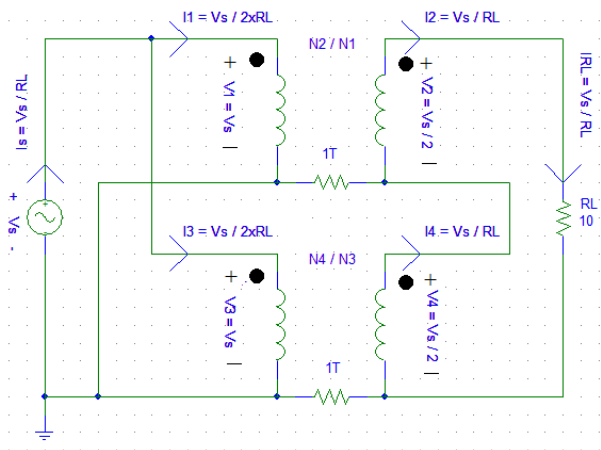 I1 = Vs / 2xRL
I2 = Vs / RL
N2 / N1
Is = Vs / RL
+
V1 = Vs
|
+
V2 = Vs / 2
|
IRL = Vs / RL
1T
+
Vs
-
RL
10
I3 = Vs / 2xRL
I4 = Vs / RL
N4 / N3
+
V3 = Vs
|
+
V4 = Vs / 2
|
1T